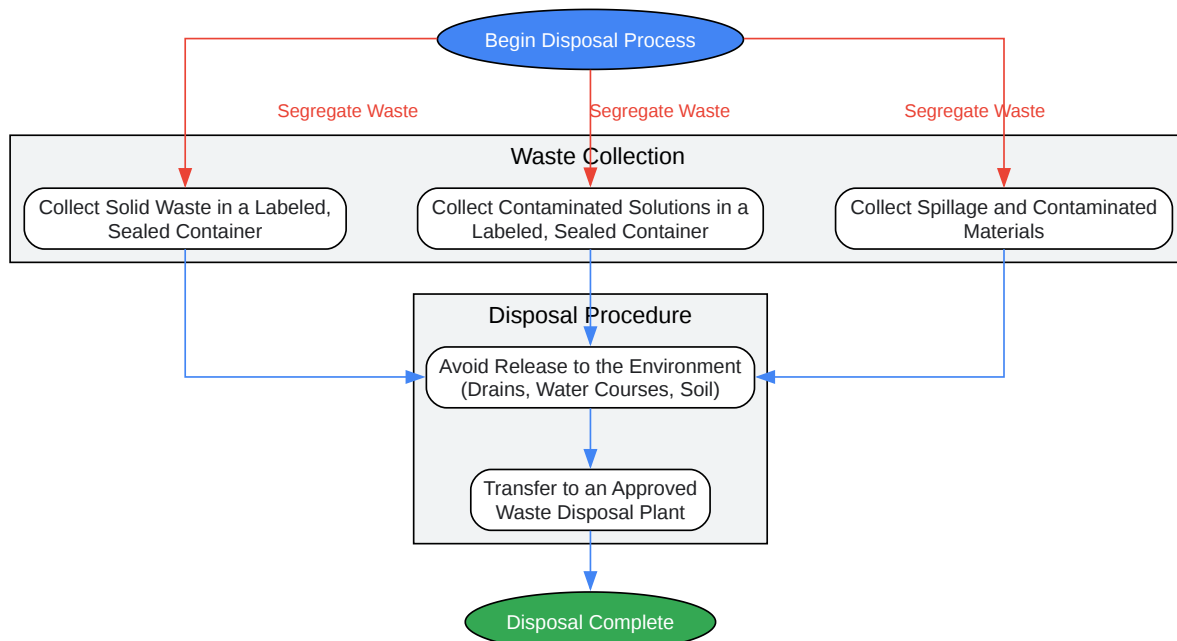 Begin Disposal Process
Segregate Waste
Segregate Waste
Segregate Waste
Waste Collection
Collect Solid Waste in a Labeled,
Sealed Container
Collect Contaminated Solutions in a
Labeled, Sealed Container
Collect Spillage and Contaminated
Materials
Disposal Procedure
Avoid Release to the Environment
(Drains, Water Courses, Soil)
Transfer to an Approved
Waste Disposal Plant
Disposal Complete